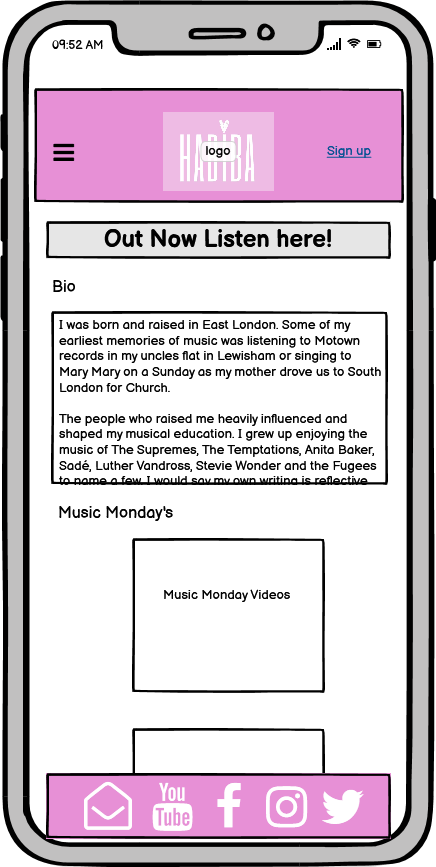 09:52 AM
HABIBA
logo
Sign up
Out Now Listen here!
Bio
I was born and raised in East London. Some of my
earliest memories of music was listening to Motown
records in my uncles flat in Lewisham or singing to
Mary Mary on a Sunday as my mother drove us to South
London for Church.
The people who raised me heavily influenced and
shaped my musical education. I grew up enjoying the
music of The Supremes, The Temptations, Anita Baker,
Sadé, Luther Vandross, Stevie Wonder and the Fugees
to name a few. I would say my own writing is reflective
Music Monday's
Music Monday Videos
You
Tube